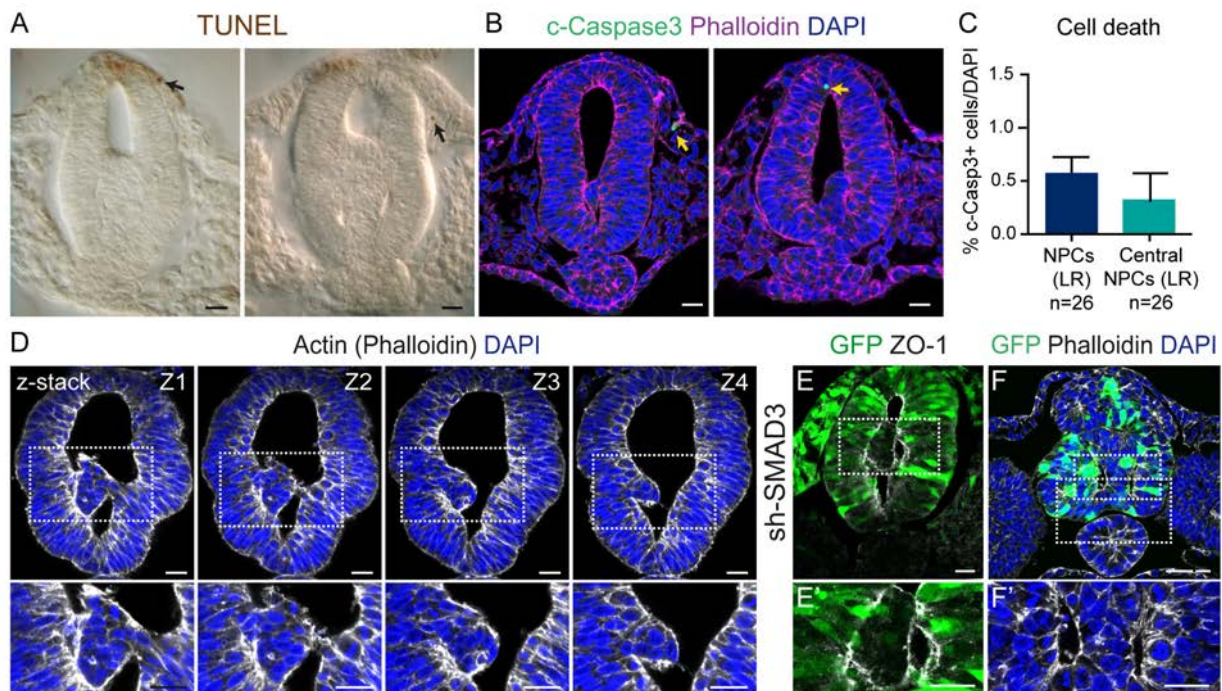 A
TUNEL
B
c-Caspase3 Phalloidin DAPI
C
Cell death
% c-Casp3+ cells/DAPI
1.5
1.0
0.5
0.0
NPCs
(LR)
n=26
Central
NPCs (LR)
n=26
D
Actin (Phalloidin) DAPI
z-stack
Z1
Z2
Z3
Z4
sh-SMAD3
GFP ZO-1
E
E'
GFP Phalloidin DAPI
F
F'